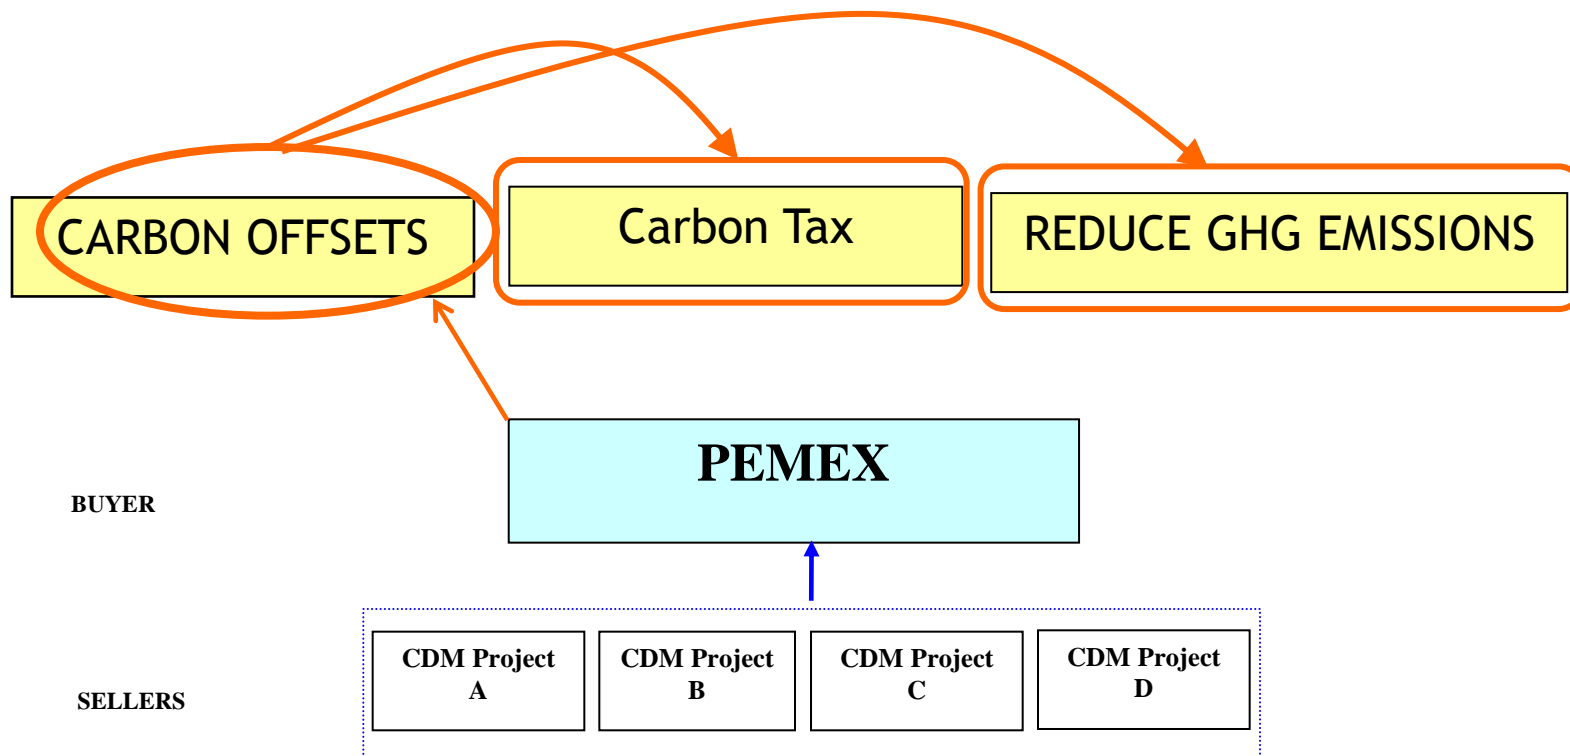 CARBON OFFSETS
Carbon Tax
REDUCE GHG EMISSIONS
PEMEX
BUYER
CDM Project
A
CDM Project
B
CDM Project
C
CDM Project
D
SELLERS